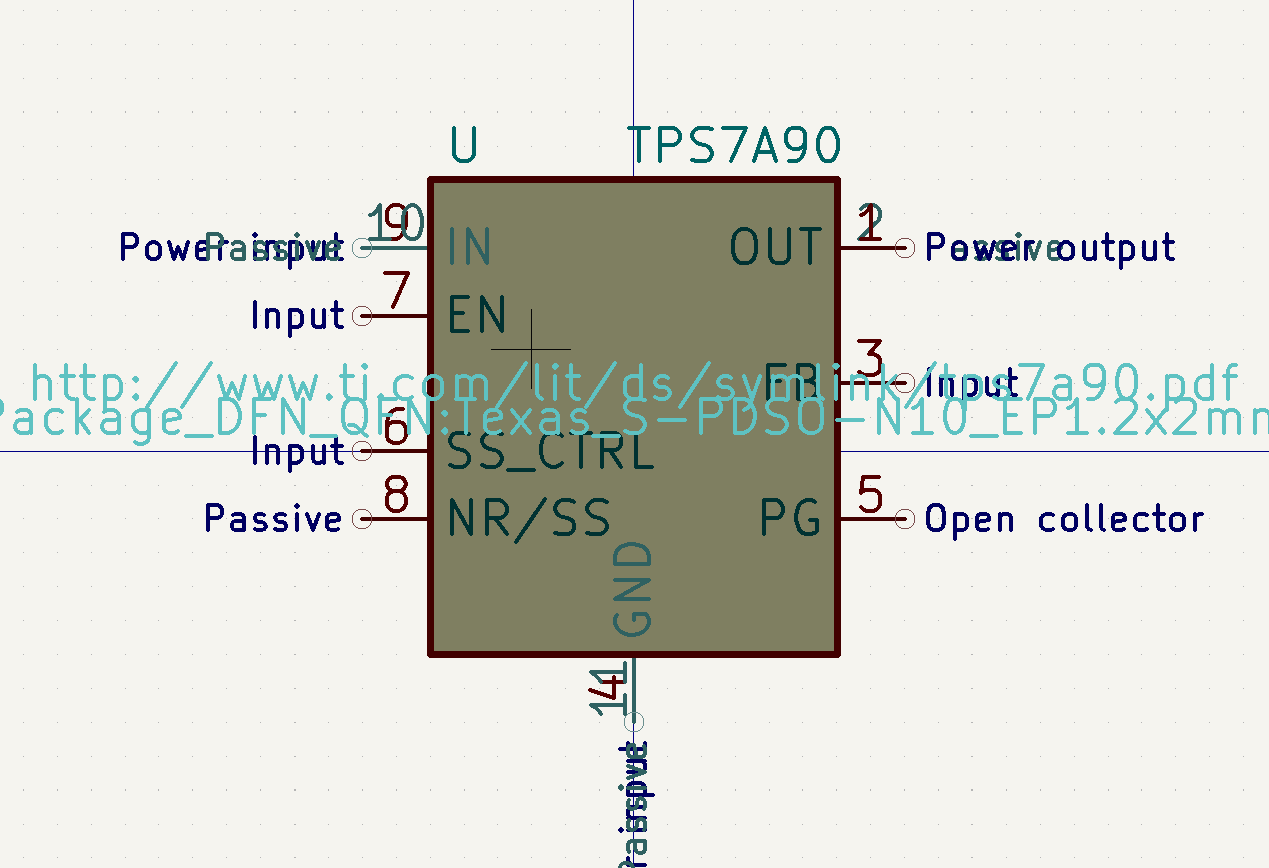 U TPS7A90
10 9 1 2
Power input Passive IN OUT Power output Passive
7
Input EN
3
http://www.ti.com/lit/ds/symlink/tps7a90.pdf
FB Input
Package_DFN_QFN:Texas_S-PDSO-N10_EP1.2x2mm
6
Input SS_CTRL
8 5
Passive NR/SS PG Open collector
GND
11 4
input Passive